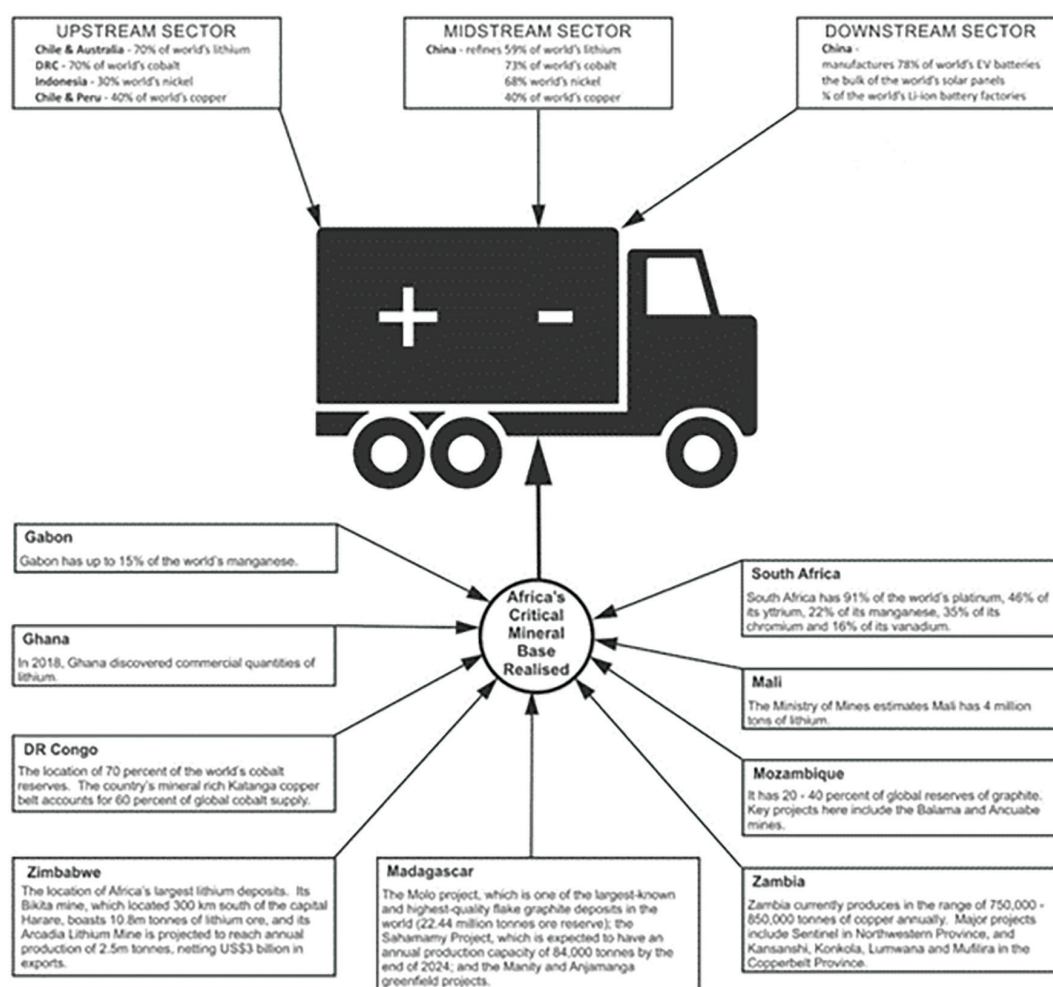 UPSTREAM SECTOR
Chile & Australia - 70% of world's lithium
DRC - 70% of world's cobalt
Indonesia - 30% world's nickel
Chile & Peru - 40% of world's copper
MIDSTREAM SECTOR
China - refines 59% of world's lithium
73% of world's cobalt
68% world's nickel
40% of world's copper
DOWNSTREAM SECTOR
China -
manufactures 78% of world's EV batteries
the bulk of the world's solar panels
¾ of the world's Li-ion battery factories
+ -
Gabon
Gabon has up to 15% of the world's manganese.
Ghana
In 2018, Ghana discovered commercial quantities of
lithium.
DR Congo
The location of 70 percent of the world's cobalt
reserves. The country's mineral rich Katanga copper
belt accounts for 60 percent of global cobalt supply.
Zimbabwe
The location of Africa's largest lithium deposits. Its
Bikita mine, which located 300 km south of the capital
Harare, boasts 10.8m tonnes of lithium ore, and its
Arcadia Lithium Mine is projected to reach annual
production of 2.5m tonnes, netting US$3 billion in
exports.
Africa's
Critical
Mineral
Base
Realised
Madagascar
The Molo project, which is one of the largest-known
and highest-quality flake graphite deposits in the
world (22.44 million tonnes ore reserve); the
Sahamamy Project, which is expected to have an
annual production capacity of 84,000 tonnes by the
end of 2024; and the Manity and Anjamanga
greenfield projects.
South Africa
South Africa has 91% of the world's platinum, 46% of
its yttrium, 22% of its manganese, 35% of its
chromium and 16% of its vanadium.
Mali
The Ministry of Mines estimates Mali has 4 million
tons of lithium.
Mozambique
It has 20 - 40 percent of global reserves of graphite.
Key projects here include the Balama and Ancuabe
mines.
Zambia
Zambia currently produces in the range of 750,000 -
850,000 tonnes of copper annually. Major projects
include Sentinel in Northwestern Province, and
Kansanshi, Konkola, Lumwana and Mufilira in the
Copperbelt Province.